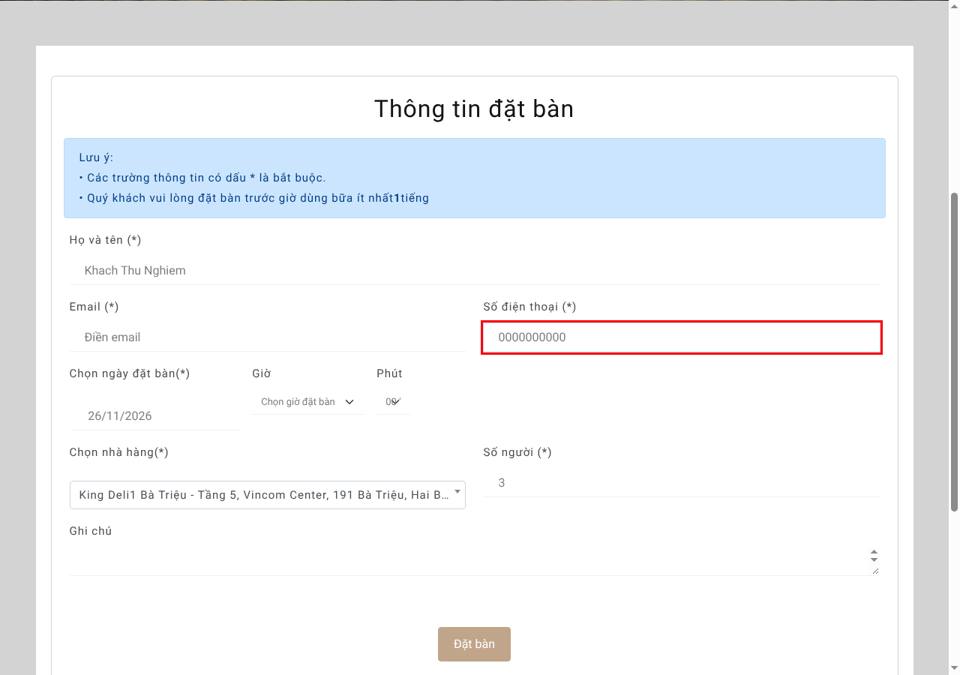 Thông tin đặt bàn
Lưu ý:
• Các trường thông tin có dấu * là bắt buộc.
• Quý khách vui lòng đặt bàn trước giờ dùng bữa ít nhất1tiếng
Họ và tên (*)
Khach Thu Nghiem
Email (*)
Số điện thoại (*)
Điền email
0000000000
Chọn ngày đặt bàn(*)
Giờ
Phút
26/11/2026
Chọn giờ đặt bàn
00
Chọn nhà hàng(*)
Số người (*)
King Deli1 Bà Triệu - Tầng 5, Vincom Center, 191 Bà Triệu, Hai B...
3
Ghi chú
Đặt bàn